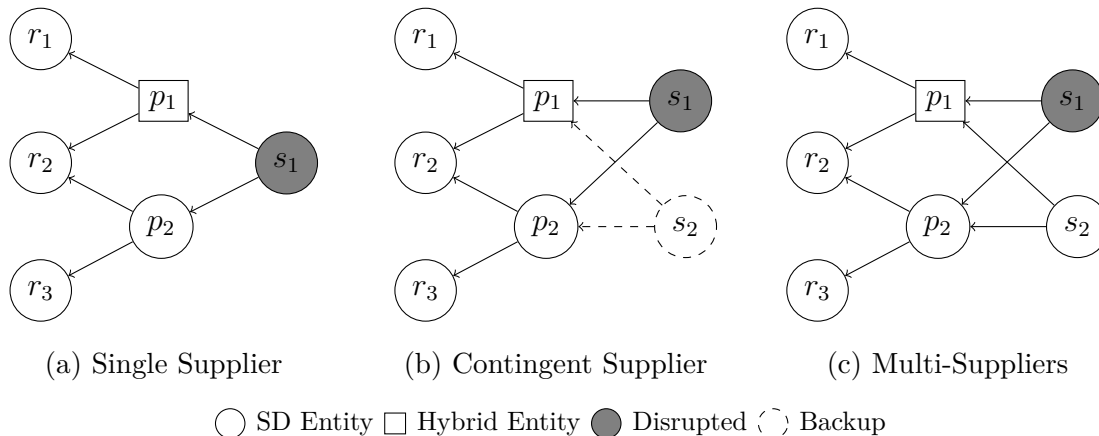 r₁ r₁ r₁
p₁ p₁ s₁ p₁ s₁
r₂ s₁ r₂ r₂
p₂ p₂ s₂ p₂ s₂
r₃ r₃ r₃
(a) Single Supplier (b) Contingent Supplier (c) Multi-Suppliers
SD Entity Hybrid Entity Disrupted Backup